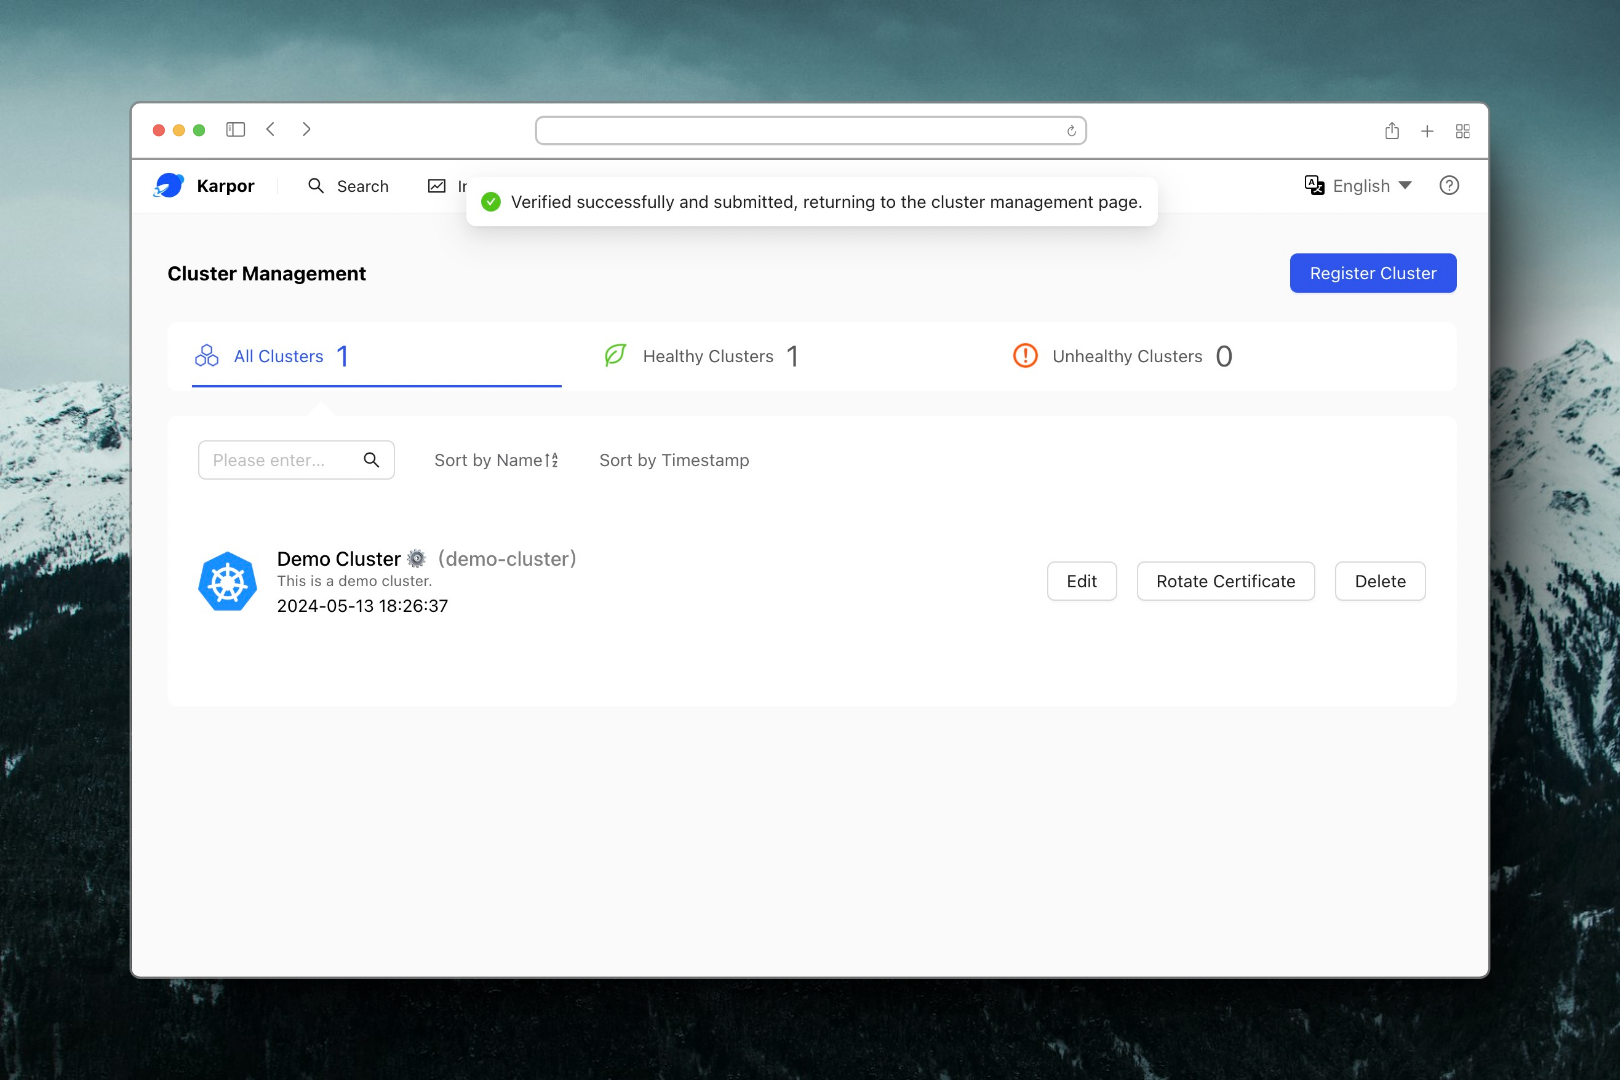 Karpor
Search
Verified successfully and submitted, returning to the cluster management page.
English
Cluster Management
Register Cluster
All Clusters 1
Healthy Clusters 1
Unhealthy Clusters 0
Please enter...
Sort by Name
Sort by Timestamp
Demo Cluster (demo-cluster)
This is a demo cluster.
2024-05-13 18:26:37
Edit
Rotate Certificate
Delete